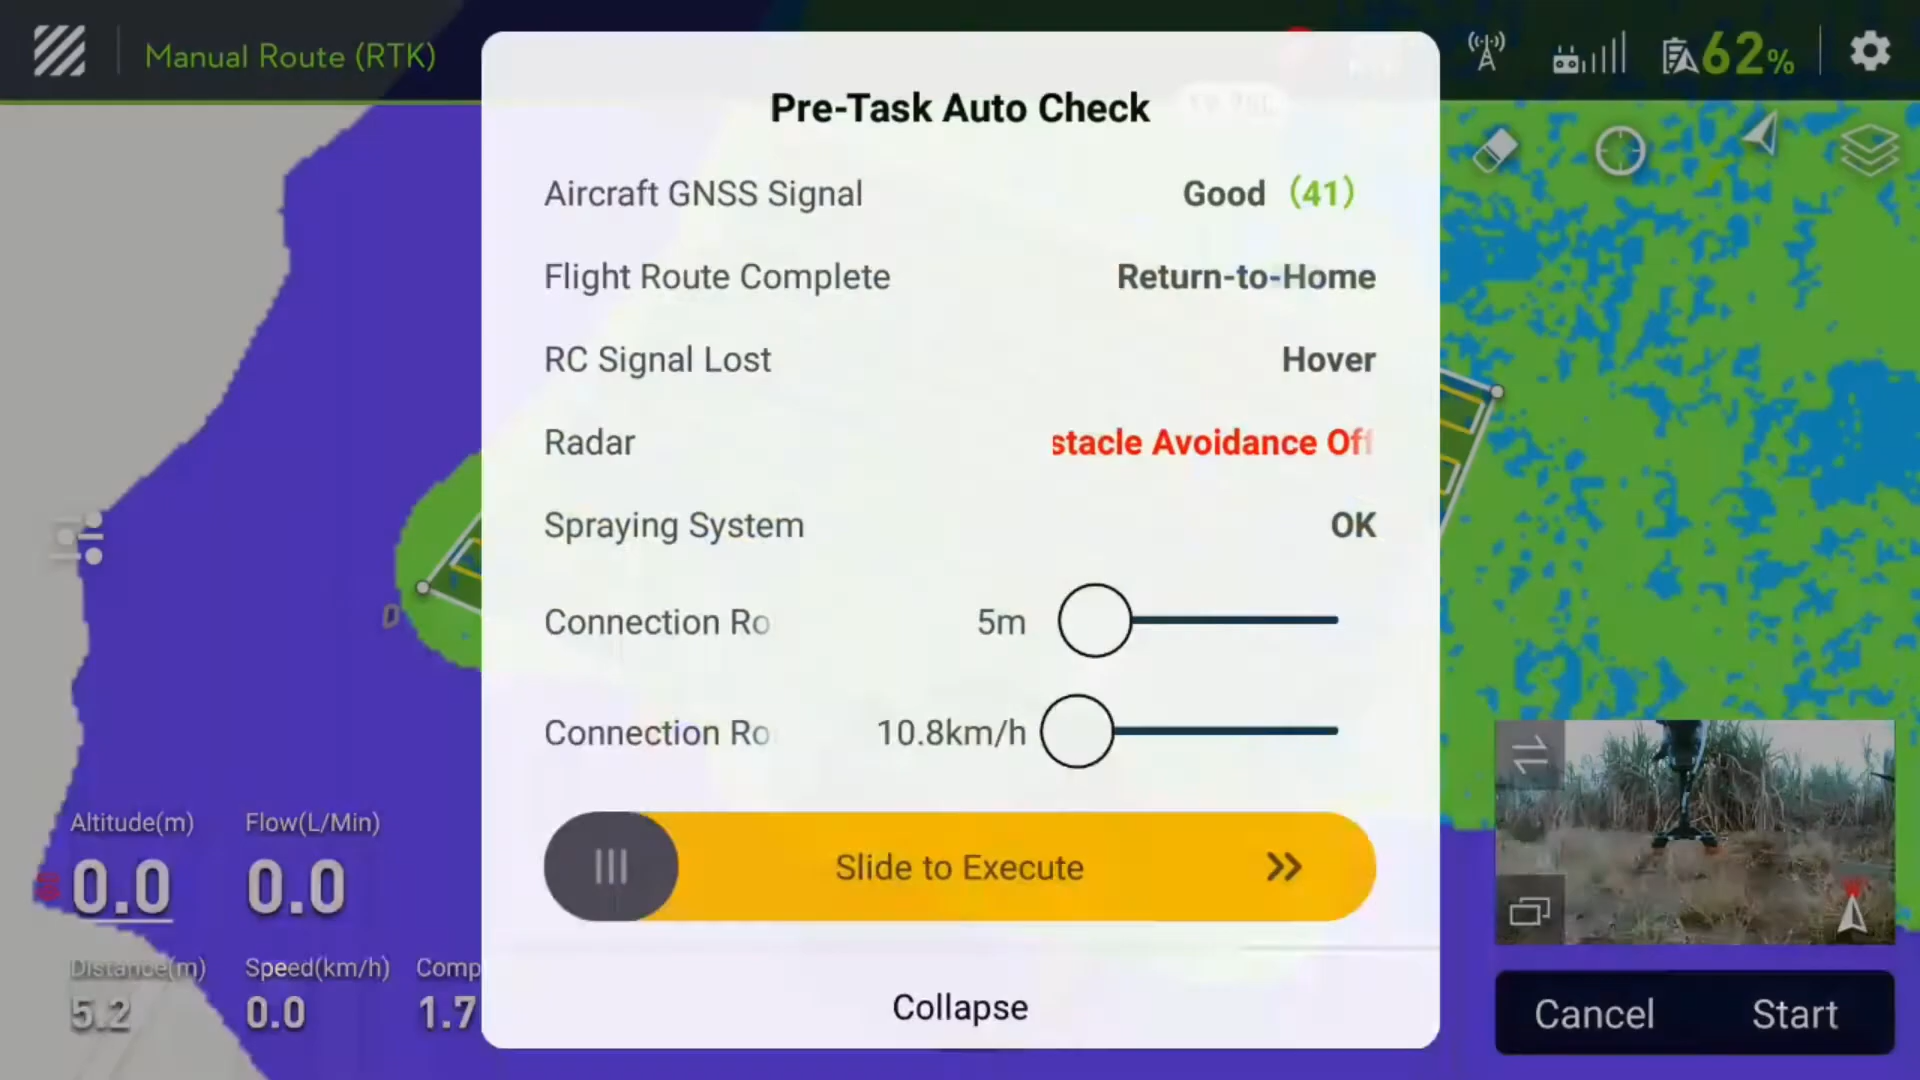 Manual Route (RTK)
62%
Pre-Task Auto Check
Aircraft GNSS Signal Good (41)
Flight Route Complete Return-to-Home
RC Signal Lost Hover
Radar stacle Avoidance Off
Spraying System OK
Connection Ro 5m
Connection Ro 10.8km/h
Slide to Execute
Collapse
D
Altitude(m) Flow(L/Min)
0.0 0.0
Distance(m) Speed(km/h) Comp
5.2 0.0 1.7
Cancel Start